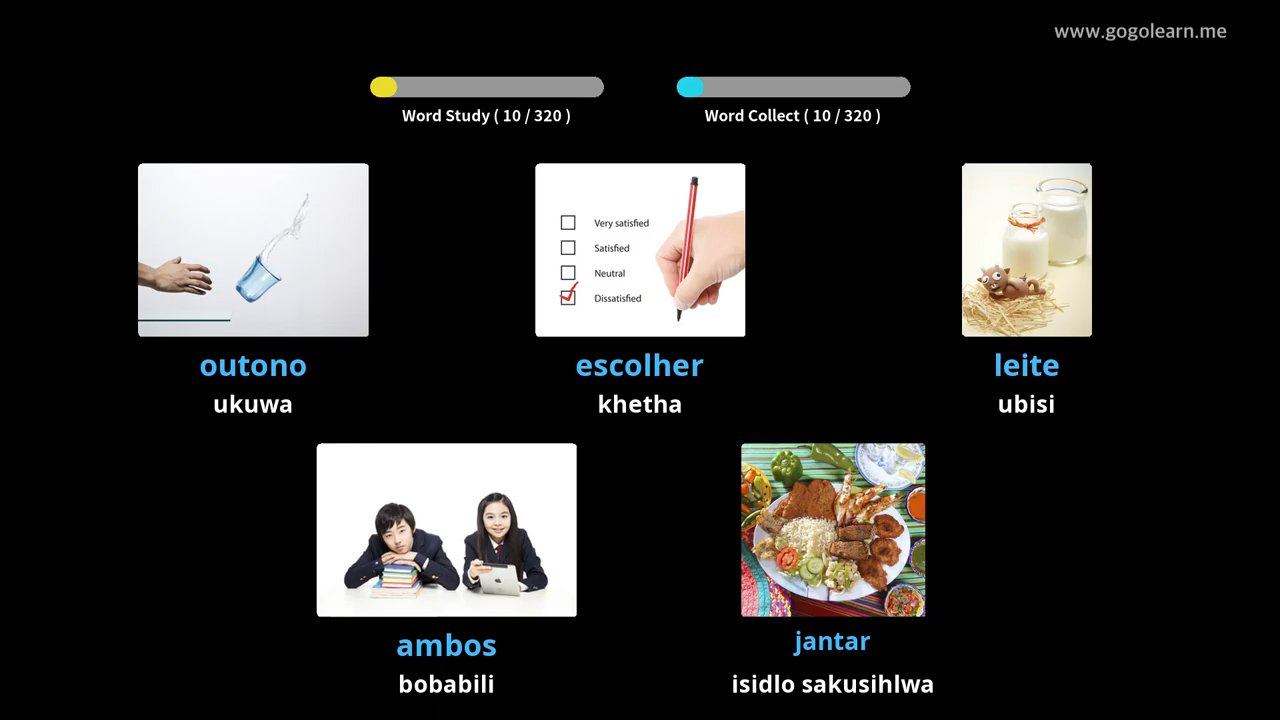 www.gogolearn.me
Word Study ( 10 / 320 )
Word Collect ( 10 / 320 )
Very satisfied
Satisfied
Neutral
Dissatisfied
outono
ukuwa
escolher
khetha
leite
ubisi
ambos
bobabili
jantar
isidlo sakusihlwa